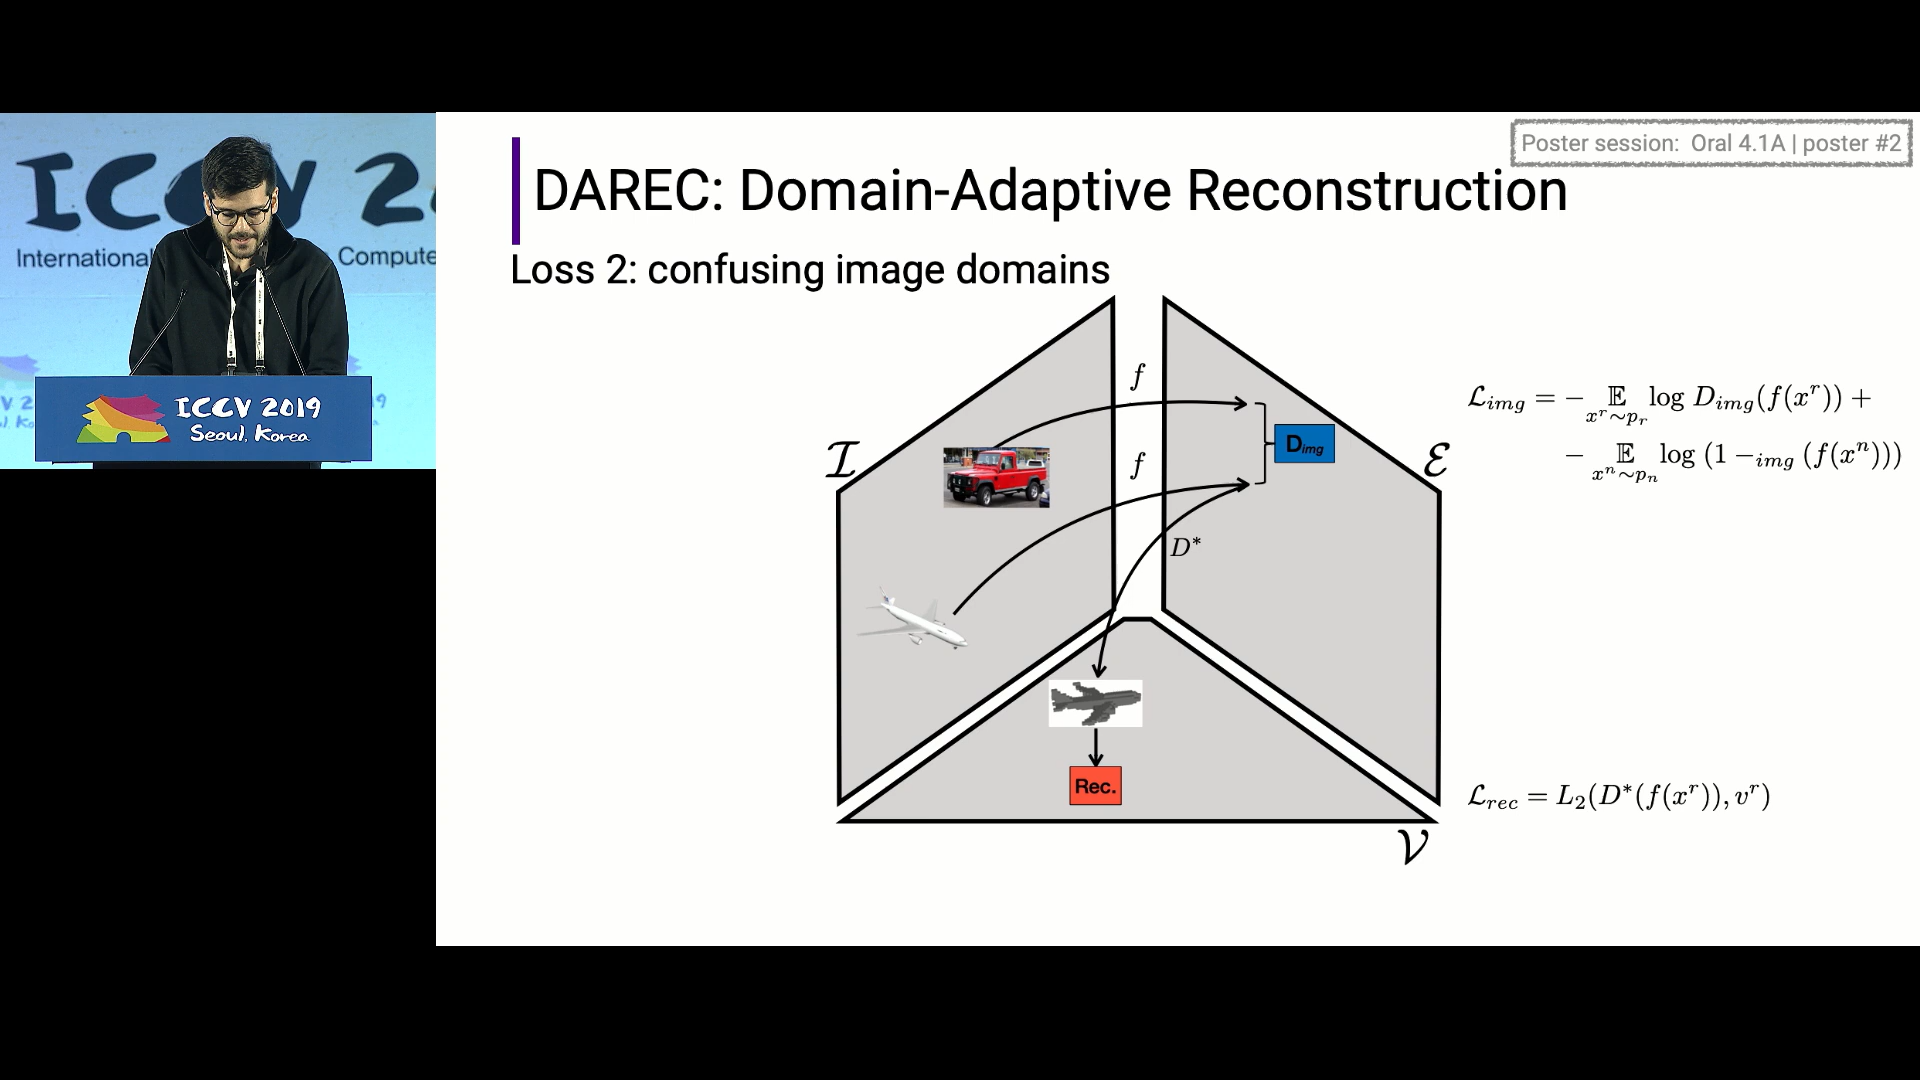 ICCV 2
International
Compute
ICCV 2019
Seoul, Korea
Poster session: Oral 4.1A | poster #2
DAREC: Domain-Adaptive Reconstruction
Loss 2: confusing image domains
f
f
D_img
I
E
D*
Rec.
V
L_img = − E_{x^r∼p_r} log D_img(f(x^r)) +
− E_{x^n∼p_n} log (1 −_img (f(x^n)))
L_rec = L_2(D*(f(x^r)), v^r)